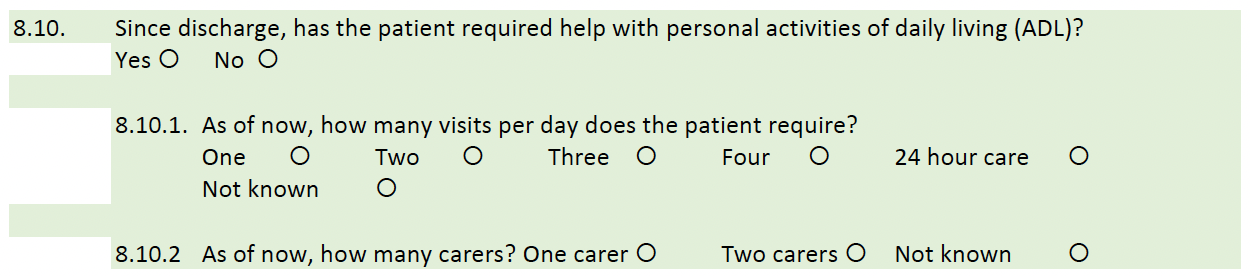 8.10. Since discharge, has the patient required help with personal activities of daily living (ADL)?
Yes O No O
8.10.1. As of now, how many visits per day does the patient require?
One O Two O Three O Four O 24 hour care O
Not known O
8.10.2 As of now, how many carers? One carer O Two carers O Not known O